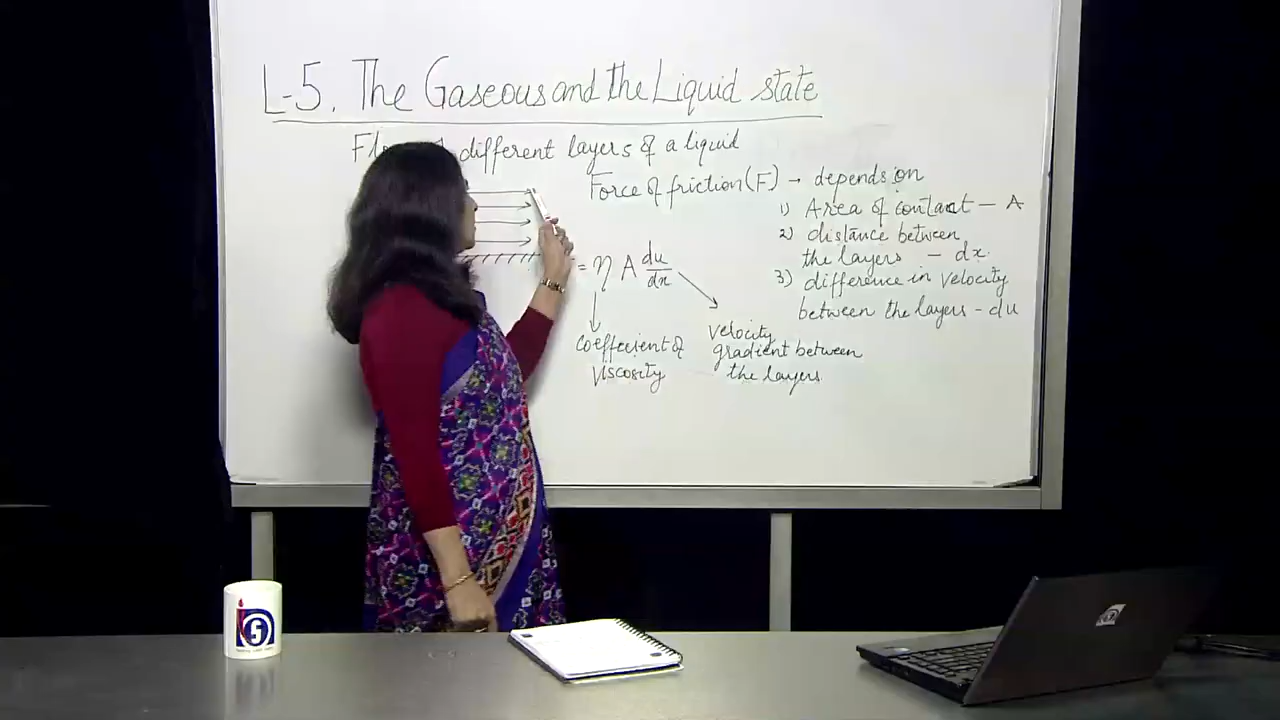 L-5. The Gaseous and the Liquid state
different layers of a liquid
Force of friction (F) → depends on
1) Area of contact – A
2) distance between
the layers – dx
3) difference in velocity
between the layers – du
= η A du/dx
coefficient of
viscosity
velocity
gradient between
the layers.